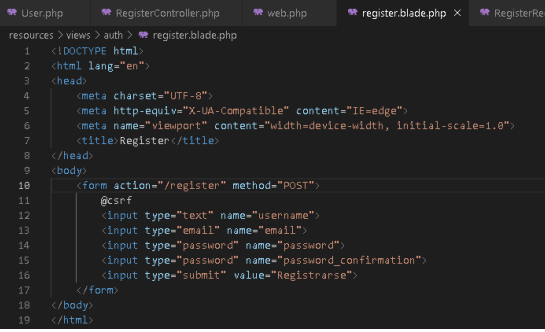 User.php RegisterController.php web.php register.blade.php RegisterRe
resources > views > auth > register.blade.php
1 <!DOCTYPE html>
2 <html lang="en">
3 <head>
4 <meta charset="UTF-8">
5 <meta http-equiv="X-UA-Compatible" content="IE=edge">
6 <meta name="viewport" content="width=device-width, initial-scale=1.0">
7 <title>Register</title>
8 </head>
9 <body>
10 <form action="/register" method="POST">
11 @csrf
12 <input type="text" name="username">
13 <input type="email" name="email">
14 <input type="password" name="password">
15 <input type="password" name="password_confirmation">
16 <input type="submit" value="Registrarse">
17 </form>
18 </body>
19 </html>